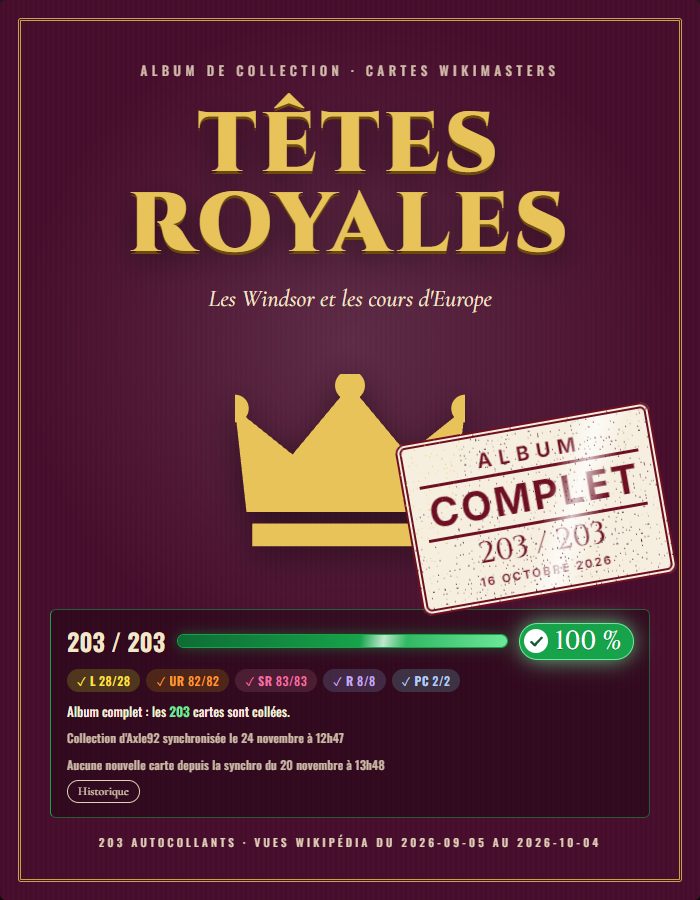 ALBUM DE COLLECTION · CARTES WIKIMASTERS
TÊTES
ROYALES
Les Windsor et les cours d'Europe
ALBUM
COMPLET
203 / 203
16 OCTOBRE 2026
203 / 203
100 %
✓ L 28/28
✓ UR 82/82
✓ SR 83/83
✓ R 8/8
✓ PC 2/2
Album complet : les 203 cartes sont collées.
Collection d'Axle92 synchronisée le 24 novembre à 12h47
Aucune nouvelle carte depuis la synchro du 20 novembre à 13h48
Historique
203 AUTOCOLLANTS · VUES WIKIPÉDIA DU 2026-09-05 AU 2026-10-04